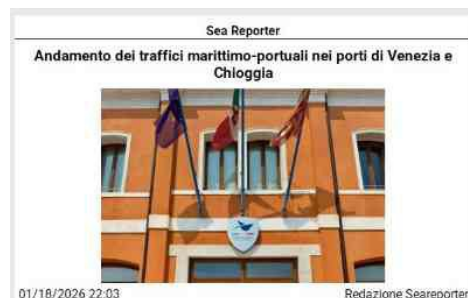 Sea Reporter
Andamento dei traffici marittimo-portuali nei porti di Venezia e
Chioggia
01/18/2026 22:03
Redazione Seareporter